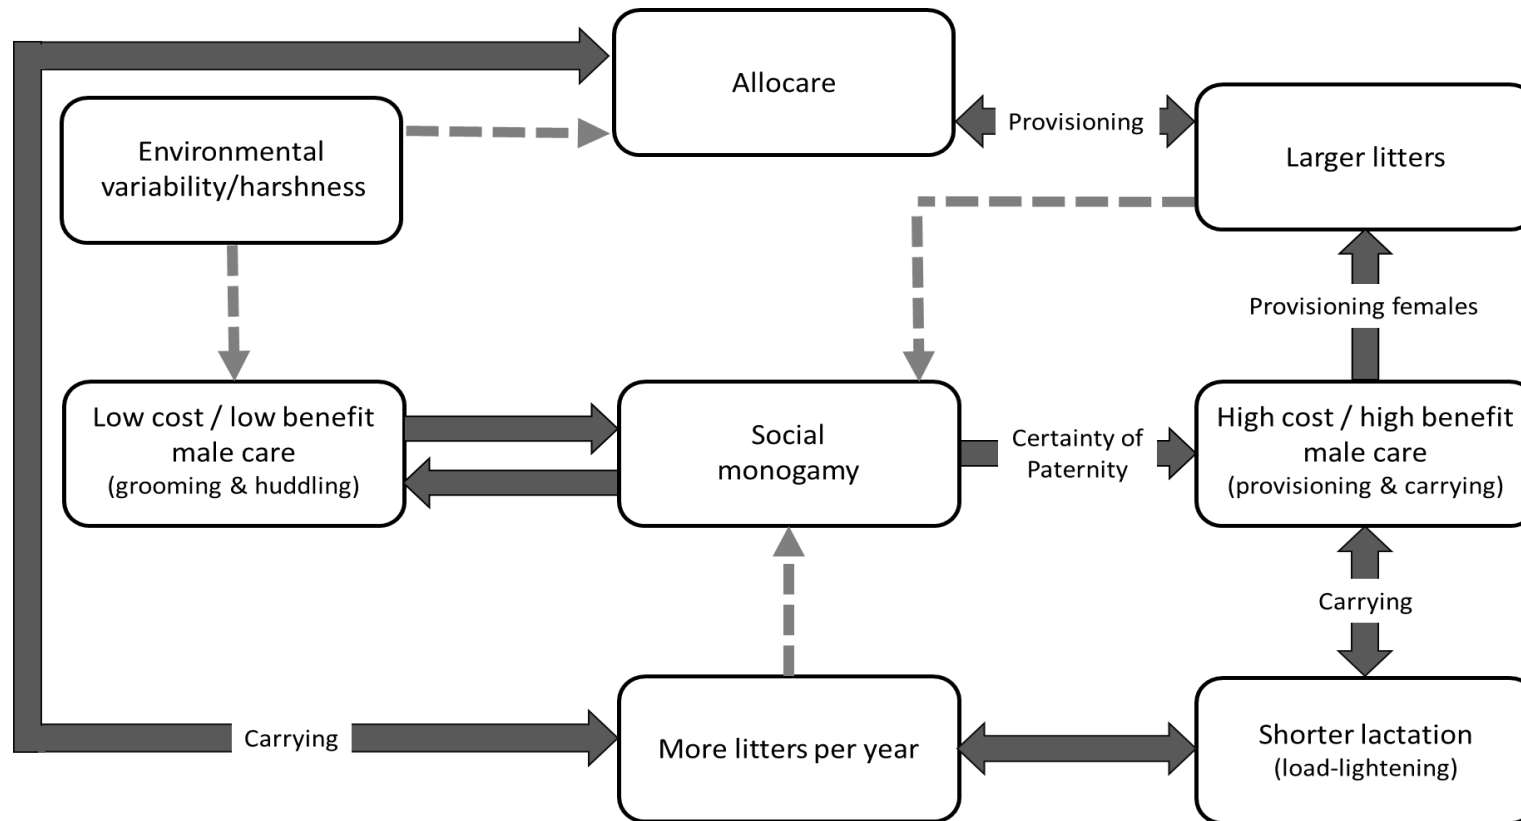 Allocare
Provisioning
Larger litters
Environmental
variability/harshness
Provisioning females
Low cost / low benefit
male care
(grooming & huddling)
Social
monogamy
Certainty of
Paternity
High cost / high benefit
male care
(provisioning & carrying)
Carrying
Carrying
More litters per year
Shorter lactation
(load-lightening)